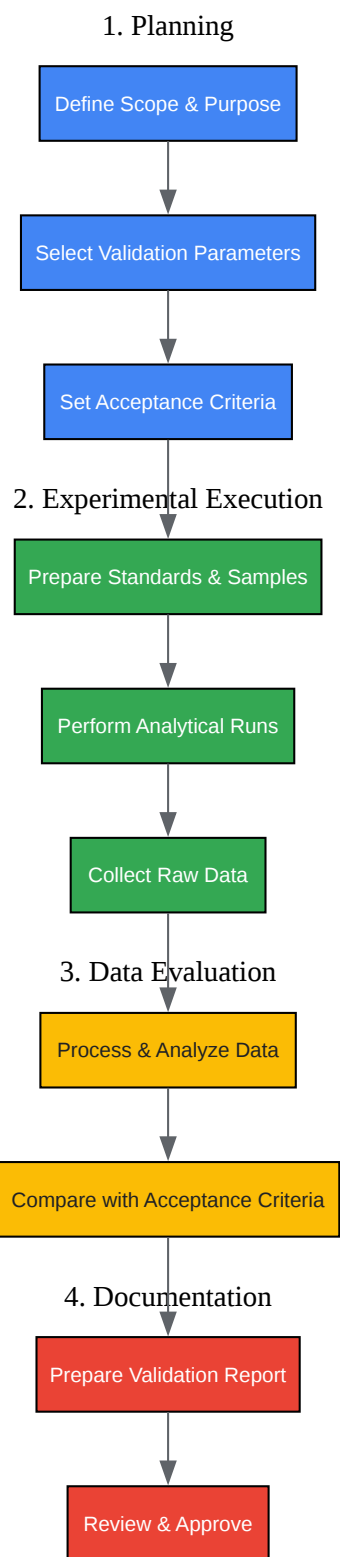 1. Planning
Define Scope & Purpose
Select Validation Parameters
Set Acceptance Criteria
2. Experimental Execution
Prepare Standards & Samples
Perform Analytical Runs
Collect Raw Data
3. Data Evaluation
Process & Analyze Data
Compare with Acceptance Criteria
4. Documentation
Prepare Validation Report
Review & Approve